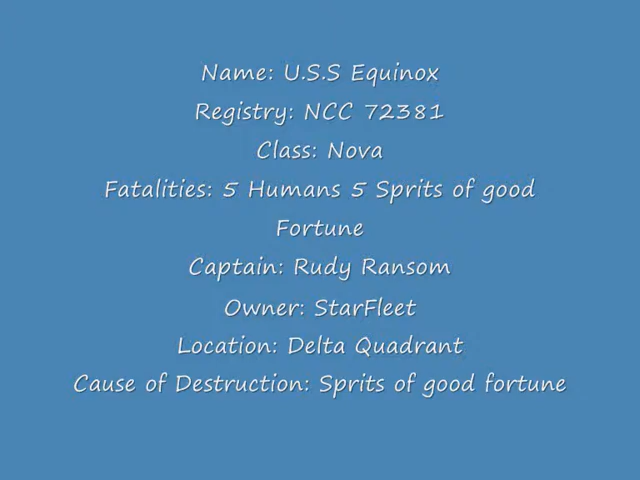 Name: U.S.S Equinox
Registry: NCC 72381
Class: Nova
Fatalities: 5 Humans 5 Sprits of good
Fortune
Captain: Rudy Ransom
Owner: StarFleet
Location: Delta Quadrant
Cause of Destruction: Sprits of good fortune